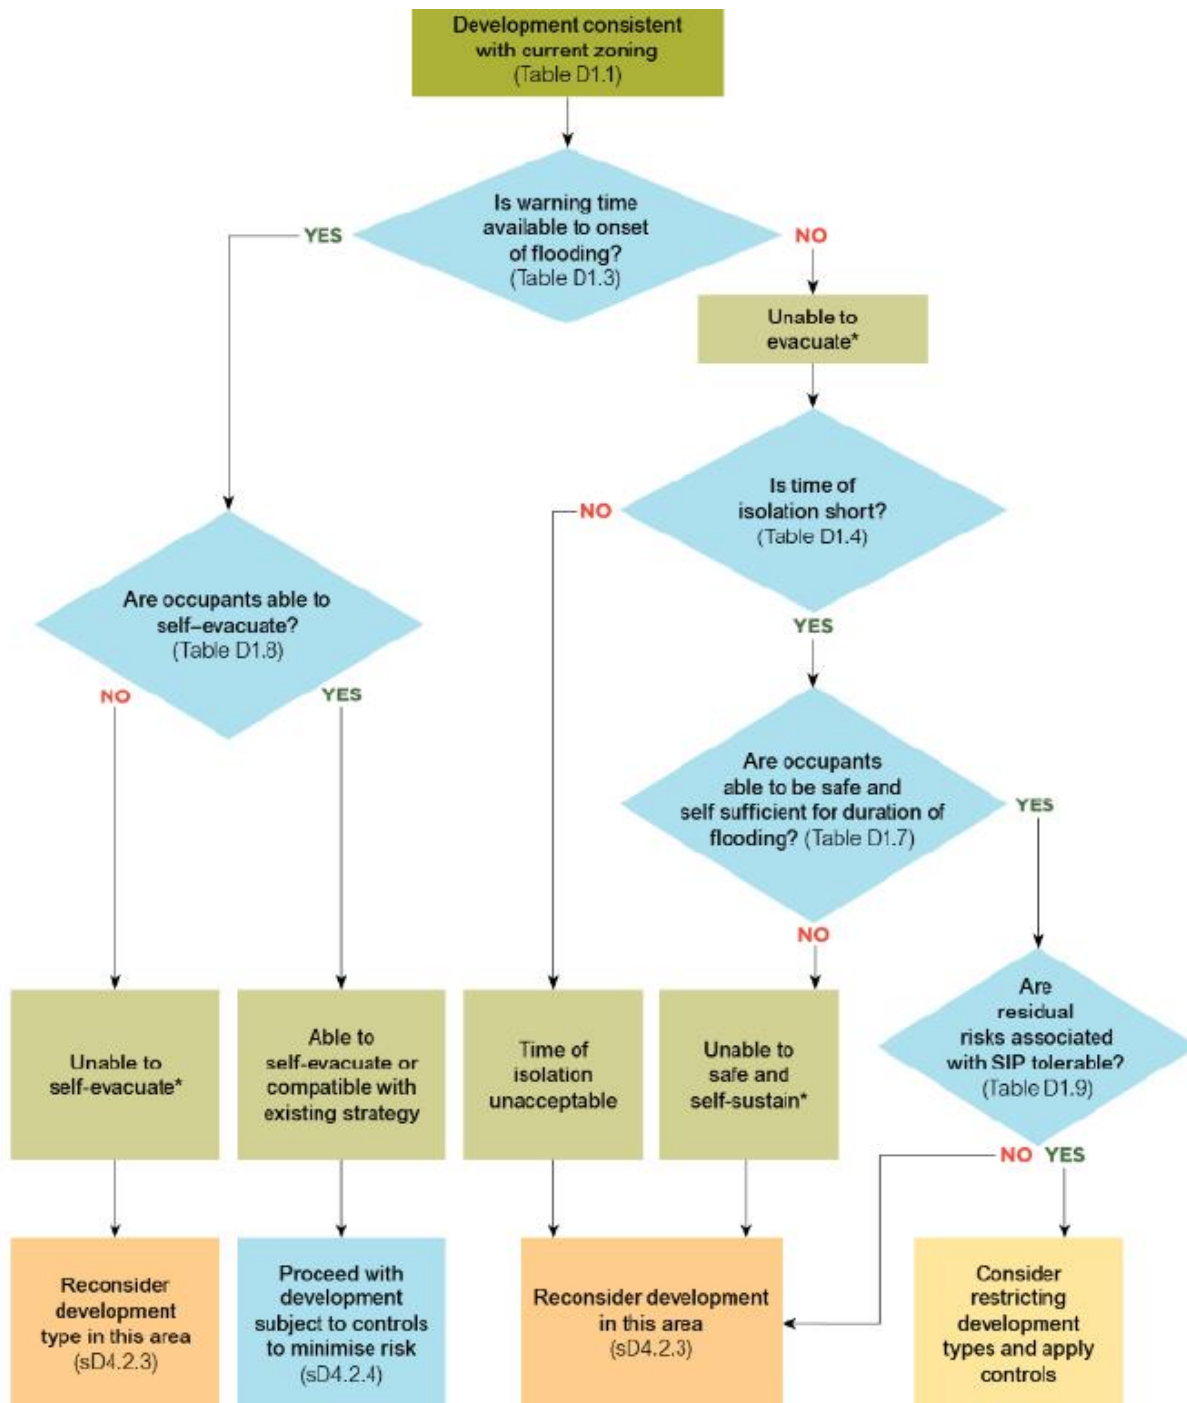 Development consistent
with current zoning
(Table D1.1)
Is warning time
available to onset
of flooding?
(Table D1.3)
YES
NO
Unable to
evacuate*
Is time of
isolation short?
(Table D1.4)
NO
YES
Are occupants able to
self–evacuate?
(Table D1.8)
NO
YES
Are occupants
able to be safe and
self sufficient for duration of
flooding? (Table D1.7)
YES
NO
Are
residual
risks associated
with SIP tolerable?
(Table D1.9)
NO YES
Unable to
self-evacuate*
Able to
self-evacuate or
compatible with
existing strategy
Time of
isolation
unacceptable
Unable to
safe and
self-sustain*
Reconsider
development
type in this area
(sD4.2.3)
Proceed with
development
subject to controls
to minimise risk
(sD4.2.4)
Reconsider development
in this area
(sD4.2.3)
Consider
restricting
development
types and apply
controls